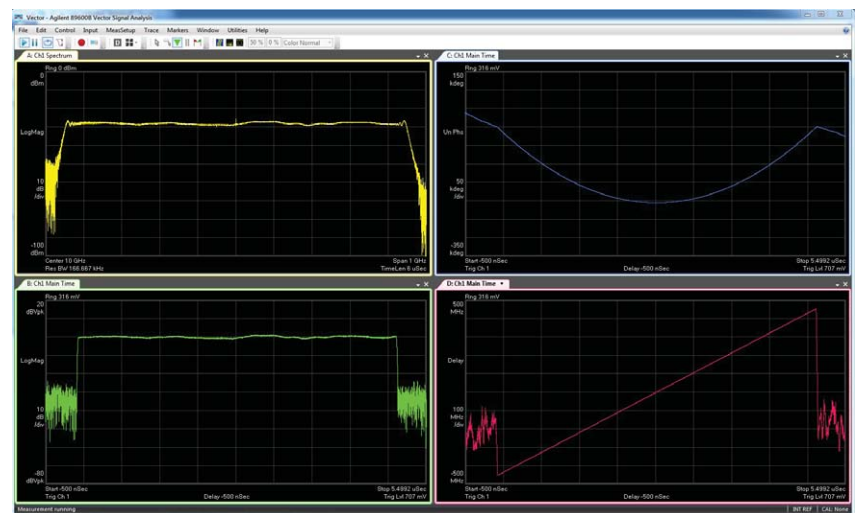 Vector - Agilent 89600B Vector Signal Analysis
File Edit Control Input MeasSetup Trace Markers Window Utilities Help
50 % 0 % Color Normal
A: Ch1 Spectrum
Rng 0 dBm
0
dBm
LogMag
10
dB
/div
-100
dBm
Center 10 GHz
Span 1 GHz
Res BW 166.667 kHz
TimeLen 6 uSec
C: Ch1 Main Time
Rng 316 mV
150
kdeg
Un Phs
50
kdeg
/div
-350
kdeg
Start -500 nSec
Stop 5.4992 uSec
Trig Ch 1
Delay -500 nSec
Trig Lvl 707 mV
B: Ch1 Main Time
Rng 316 mV
20
dBVpk
LogMag
10
dB
/div
-80
dBVpk
Start -500 nSec
Stop 5.4992 uSec
Trig Ch 1
Delay -500 nSec
Trig Lvl 707 mV
D: Ch1 Main Time
Rng 316 mV
500
MHz
Delay
100
MHz
/div
-500
MHz
Start -500 nSec
Stop 5.4992 uSec
Trig Ch 1
Delay -500 nSec
Trig Lvl 707 mV
Measurement running
INT REF
CAL: None